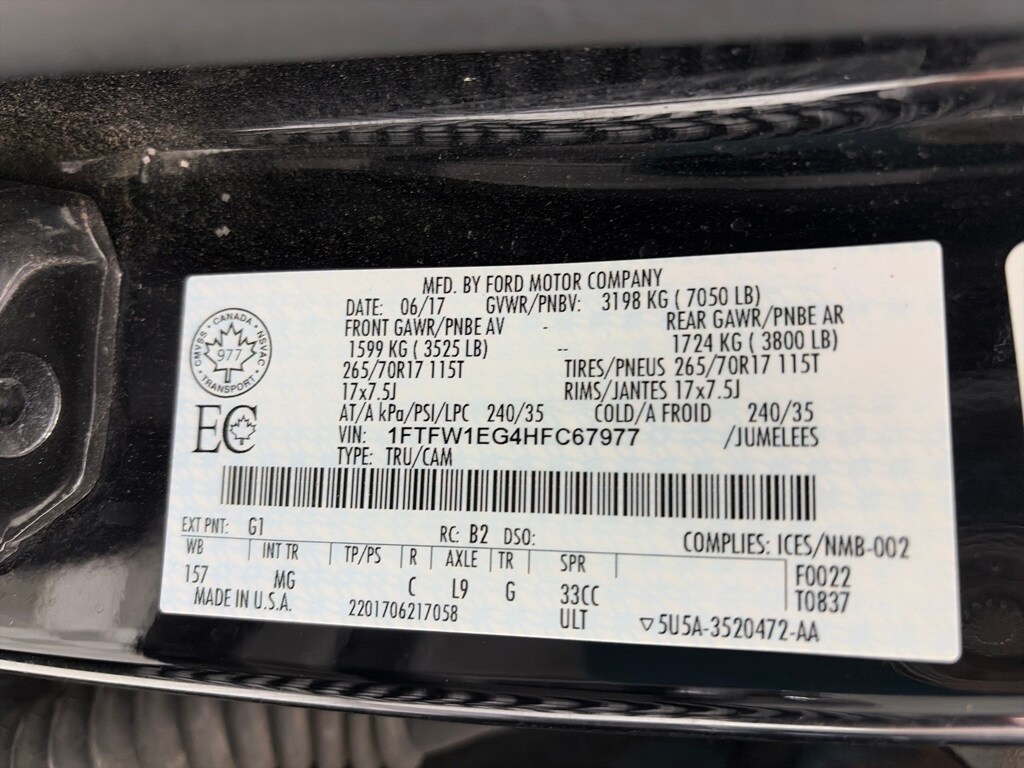 MFD. BY FORD MOTOR COMPANY
DATE: 06/17 GVWR/PNBV: 3198 KG ( 7050 LB)
FRONT GAWR/PNBE AV - REAR GAWR/PNBE AR
1599 KG ( 3525 LB) -- 1724 KG ( 3800 LB)
265/70R17 115T TIRES/PNEUS 265/70R17 115T
17x7.5J RIMS/JANTES 17x7.5J
AT/A kPa/PSI/LPC 240/35 COLD/A FROID 240/35
VIN: 1FTFW1EG4HFC67977 /JUMELEES
TYPE: TRU/CAM
CANADA
CMVSS NSVAC
977
TRANSPORT
EC
EXT PNT: G1 RC: B2 DSO: COMPLIES: ICES/NMB-002
WB INT TR TP/PS R AXLE TR SPR F0022
157 MG C L9 G 33CC T0837
MADE IN U.S.A. 2201706217058 ULT ▽5U5A-3520472-AA